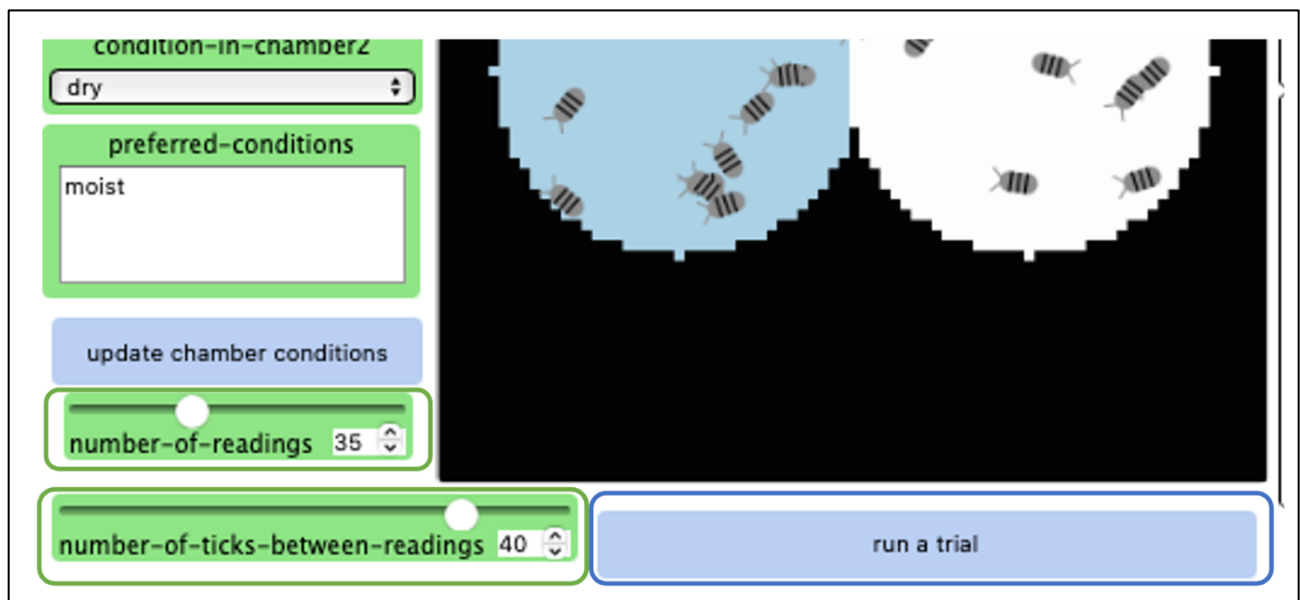 condition-in-chamber2
dry
preferred-conditions
moist
update chamber conditions
number-of-readings 35
number-of-ticks-between-readings 40
run a trial